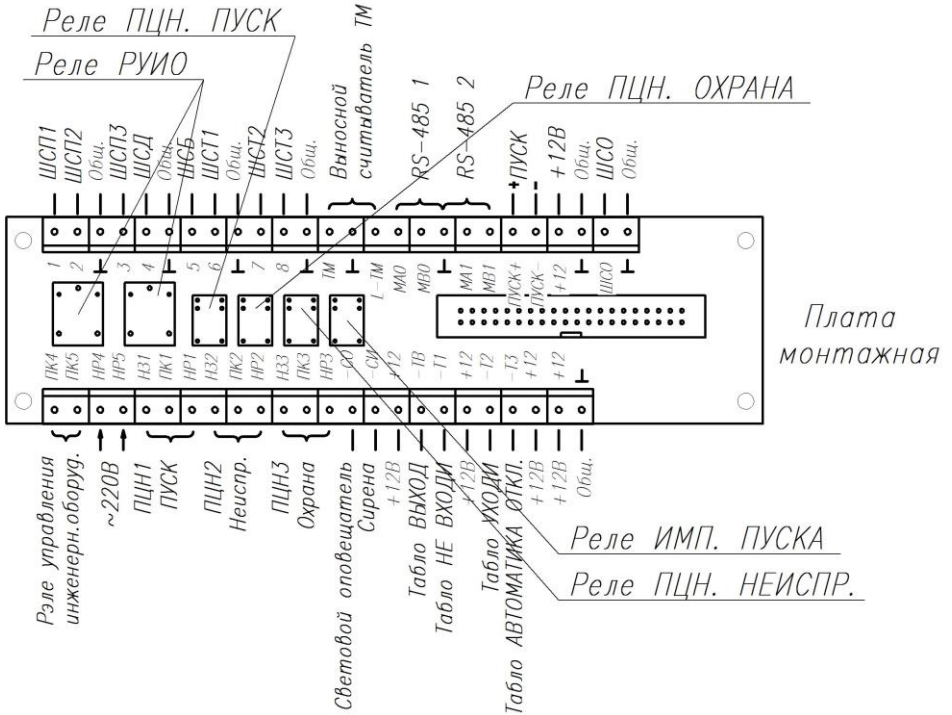 Реле ПЦН. ПУСК
Реле РУИО
Реле ПЦН. ОХРАНА
ШСП1
ШСП2
Общ.
ШСП3
ШСД
Общ.
ШСБ
ШСТ1
Общ.
ШСТ2
ШСТ3
Общ.
Выносной
считыватель ТМ
RS-485 1
RS-485 2
+ ПУСК -
+12В
Общ.
ШСО
Общ.
1
2
3
4
5
6
7
8
ТМ
L-ТМ
МА0
МВ0
МА1
МВ1
ПУСК+
ПУСК-
+12
ШСО
Плата
монтажная
ПК4
ПК5
НР4
НР5
НЗ1
ПК1
НР1
НЗ2
ПК2
НР2
НЗ3
ПК3
НР3
-СО
-СИ
+12
-ТВ
-Т1
+12
-Т2
-Т3
+12
+12
Рэле управления
инженерн.оборуд.
~220В
ПЦН1
ПУСК
ПЦН2
Неиспр.
ПЦН3
Охрана
Световой оповещатель
Сирена
+12В
Табло ВЫХОД
Табло НЕ ВХОДИ
+12В
Табло УХОДИ
Табло АВТОМАТИКА ОТКЛ.
+12В
+12В
Общ.
Реле ИМП. ПУСКА
Реле ПЦН. НЕИСПР.